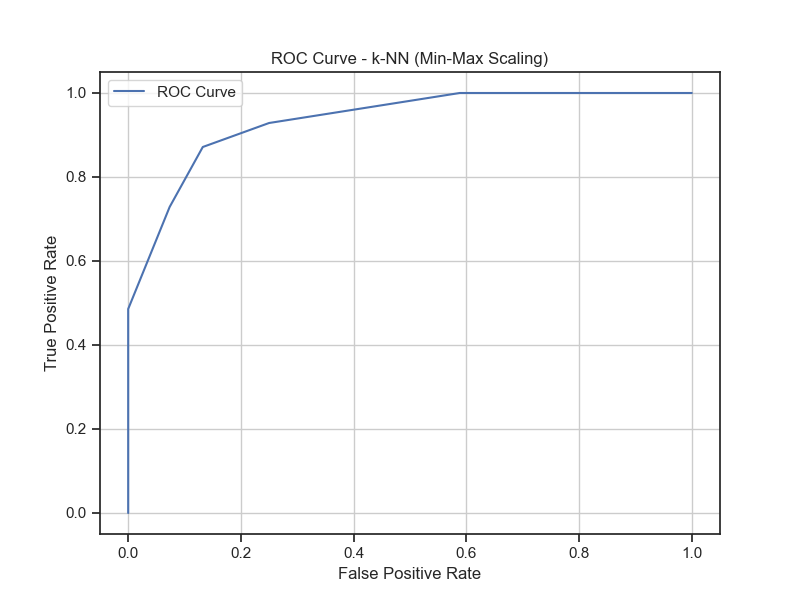 ROC Curve - k-NN (Min-Max Scaling)
ROC Curve
1.0
0.8
0.6
0.4
0.2
0.0
True Positive Rate
0.0 0.2 0.4 0.6 0.8 1.0
False Positive Rate